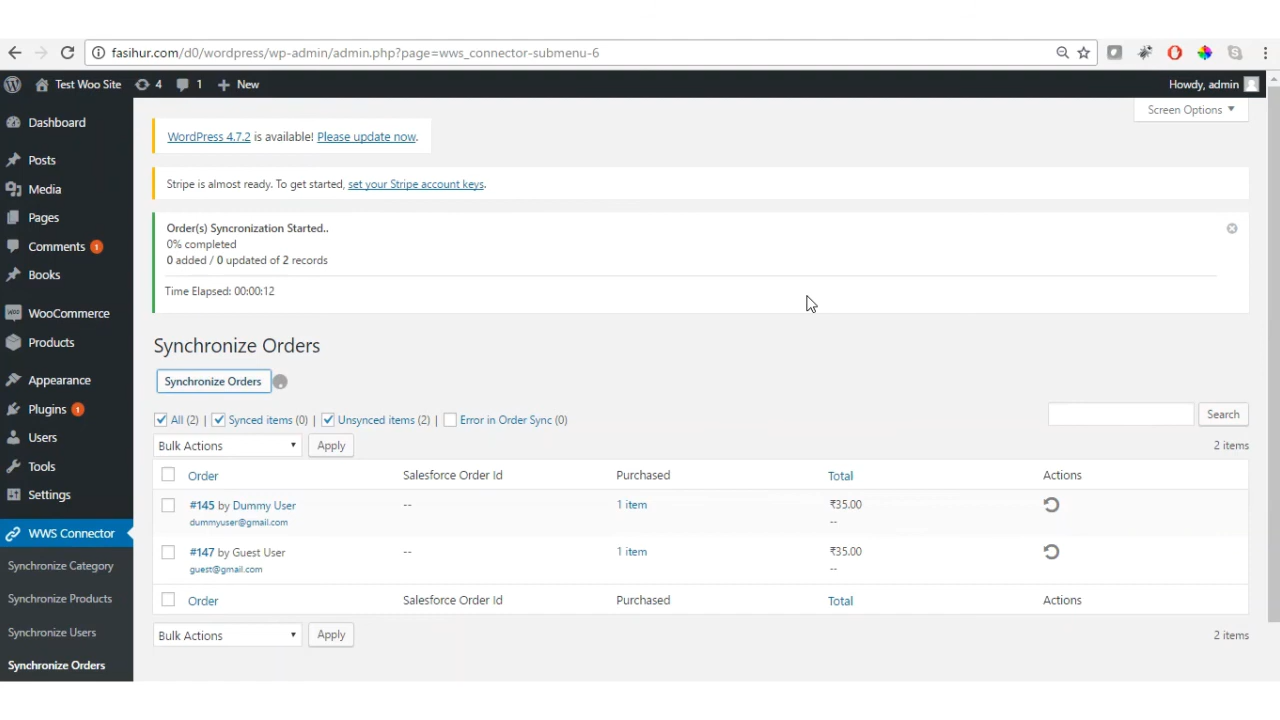 fasihur.com/d0/wordpress/wp-admin/admin.php?page=wws_connector-submenu-6
Test Woo Site 4 1 New Howdy, admin
Screen Options
Dashboard
Posts
Media
Pages
Comments 1
Books
WooCommerce
Products
Appearance
Plugins 1
Users
Tools
Settings
WWS Connector
Synchronize Category
Synchronize Products
Synchronize Users
Synchronize Orders
WordPress 4.7.2 is available! Please update now.
Stripe is almost ready. To get started, set your Stripe account keys.
Order(s) Syncronization Started..
0% completed
0 added / 0 updated of 2 records
Time Elapsed: 00:00:12
Synchronize Orders
Synchronize Orders
All (2) | Synced items (0) | Unsynced items (2) | Error in Order Sync (0)
Search
Bulk Actions Apply 2 items
Order Salesforce Order Id Purchased Total Actions
#145 by Dummy User -- 1 item ₹35.00
dummyuser@gmail.com --
#147 by Guest User -- 1 item ₹35.00
guest@gmail.com --
Order Salesforce Order Id Purchased Total Actions
Bulk Actions Apply 2 items